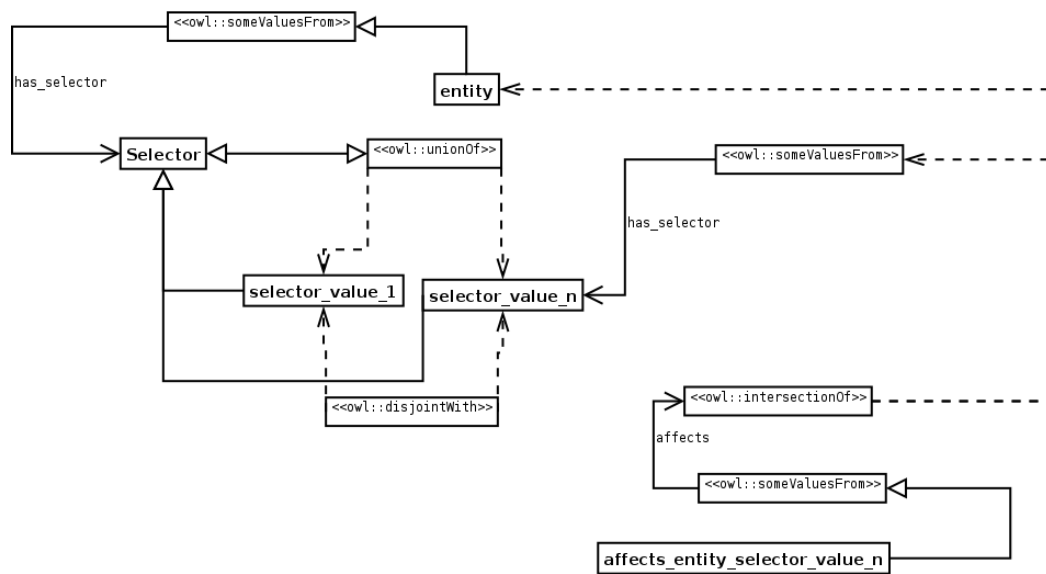 <<owl::someValuesFrom>>
has_selector
entity
Selector
<<owl::unionOf>>
<<owl::someValuesFrom>>
has_selector
selector_value_1
selector_value_n
<<owl::disjointWith>>
<<owl::intersectionOf>>
affects
<<owl::someValuesFrom>>
affects_entity_selector_value_n